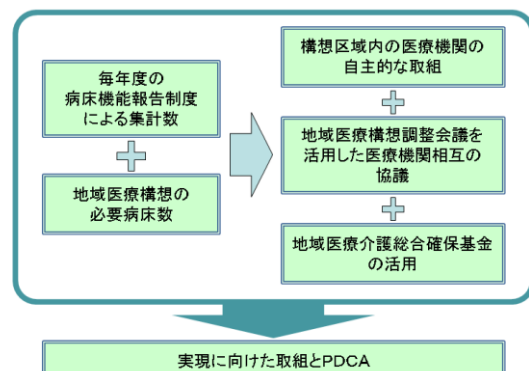 毎年度の
病床機能報告制度
による集計数
地域医療構想の
必要病床数
構想区域内の医療機関の
自主的な取組
地域医療構想調整会議を
活用した医療機関相互の
協議
地域医療介護総合確保基金
の活用
実現に向けた取組とPDCA